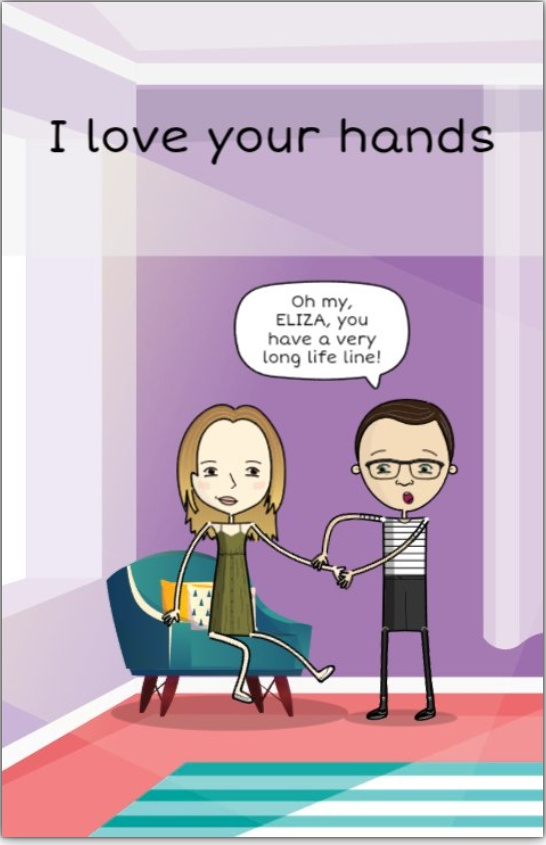 I love your hands
Oh my,
ELIZA, you
have a very
long life line!